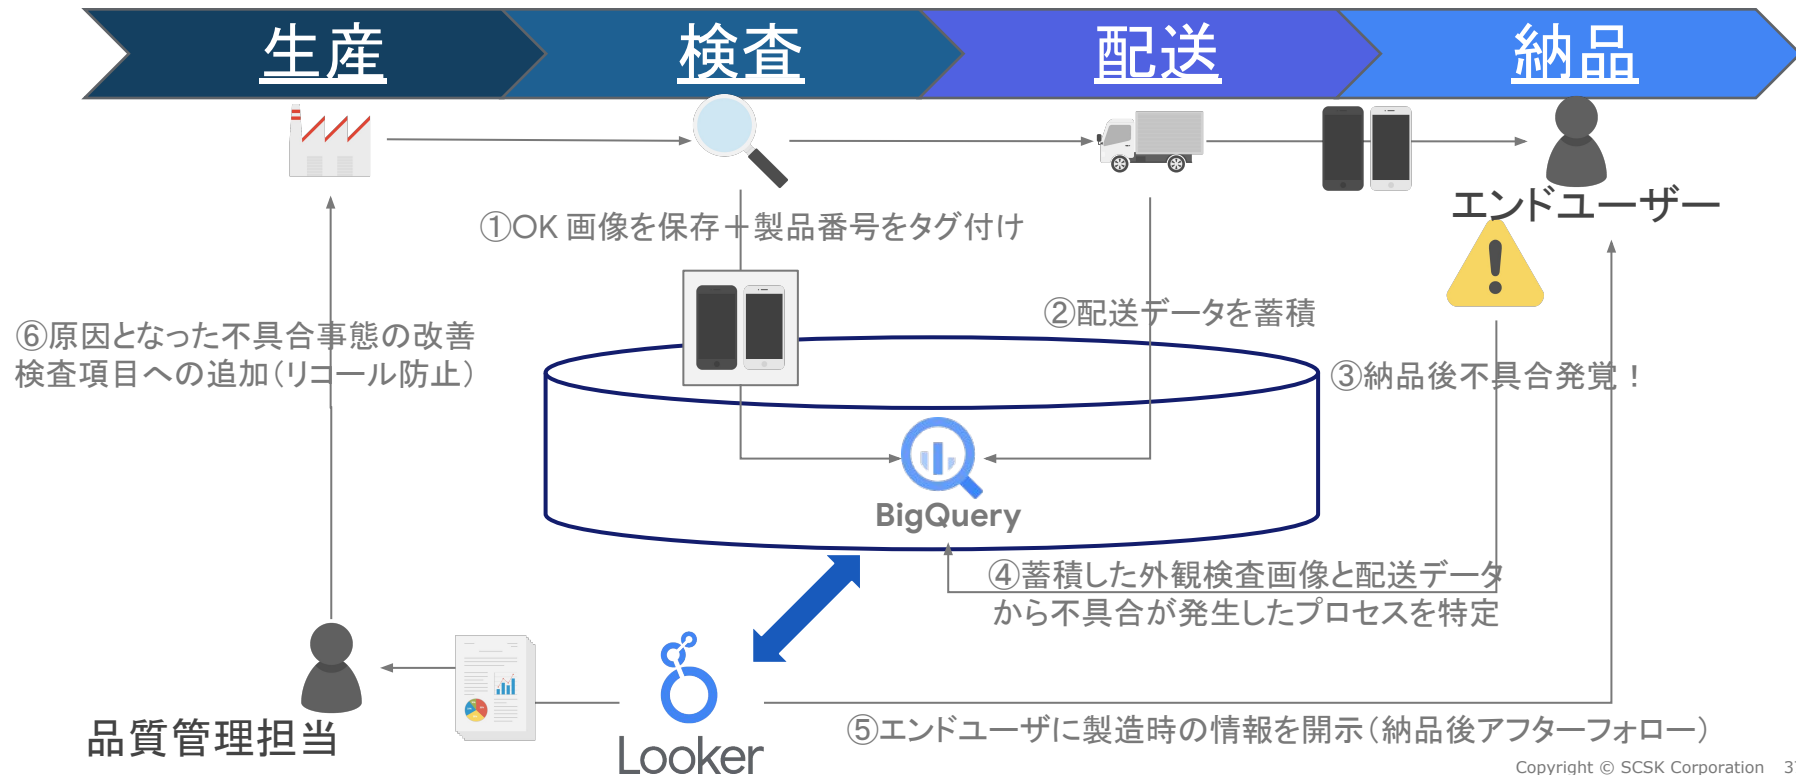 生産
検査
配送
納品
エンドユーザー
①OK 画像を保存＋製品番号をタグ付け
②配送データを蓄積
⑥原因となった不具合事態の改善
検査項目への追加（リコール防止）
③納品後不具合発覚！
BigQuery
④蓄積した外観検査画像と配送データ
から不具合が発生したプロセスを特定
品質管理担当
Looker
⑤エンドユーザに製造時の情報を開示（納品後アフターフォロー）
Copyright © SCSK Corporation